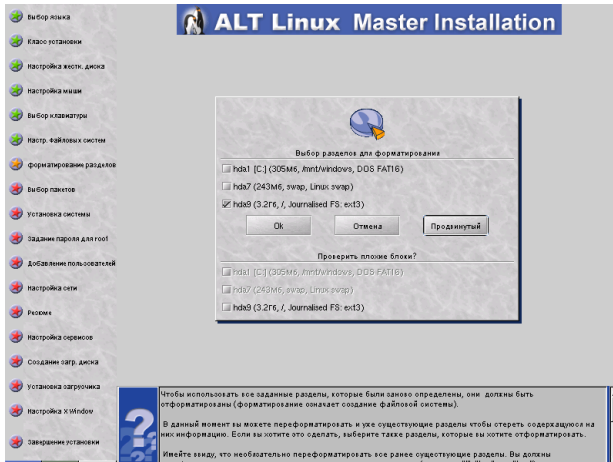 ALT Linux Master Installation
Выбор языка
Класс установки
Настройка жестк. диска
Настройка мыши
Выбор клавиатуры
Настр. Файловых систем
форматирование разделов
Выбор пакетов
Установка системы
Задание пароля для root
Добавление пользователей
Настройка сети
Резюме
Настройка сервисов
Создание загр. диска
Установка загрузчика
Настройка X Window
Завершение установки
Выбор разделов для форматирования
hda1 [C:] (305Мб, /mnt/windows, DOS FAT16)
hda7 (243Мб, swap, Linux swap)
hda9 (3.2Гб, /, Journalised FS: ext3)
Ok
Отмена
Продвинутый
Проверить плохие блоки?
hda1 [C:] (305Мб, /mnt/windows, DOS FAT16)
hda7 (243Мб, swap, Linux swap)
hda9 (3.2Гб, /, Journalised FS: ext3)
Чтобы использовать все заданные разделы, которые были заново определены, они должны быть
отформатированы (форматирование означает создание файловой системы).
В данный момент вы можете переформатировать и уже существующие разделы чтобы стереть содержащуюся на
них информацию. Если вы хотите это сделать, выберите также разделы, которые вы хотите отформатировать.
Имейте ввиду, что необязательно переформатировать все ранее существующие разделы. Вы должны